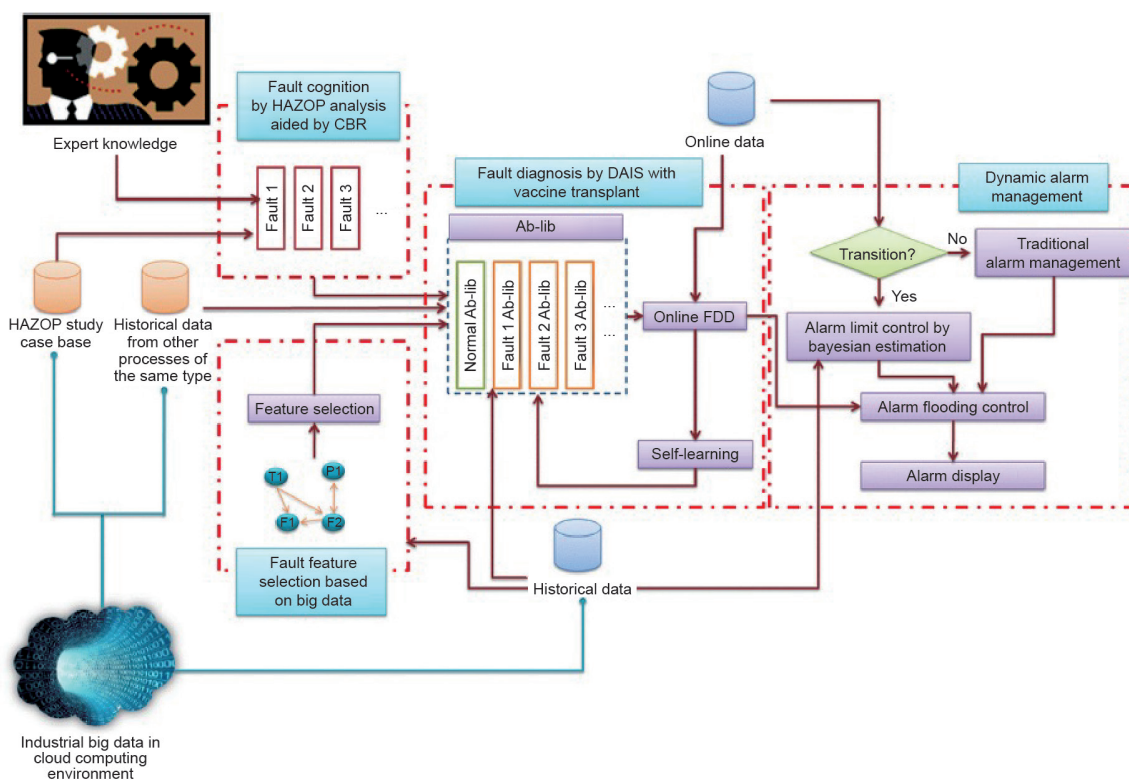 Expert knowledge
Fault cognition
by HAZOP analysis
aided by CBR
Fault 1
Fault 2
Fault 3
...
HAZOP study
case base
Historical data
from other
processes of
the same type
Feature selection
T1
P1
F1
F2
Fault feature
selection based
on big data
Industrial big data in
cloud computing
environment
Fault diagnosis by DAIS with
vaccine transplant
Ab-lib
Normal Ab-lib
Fault 1 Ab-lib
Fault 2 Ab-lib
Fault 3 Ab-lib
...
...
Online data
Online FDD
Self-learning
Historical data
Dynamic alarm
management
Transition?
No
Yes
Traditional
alarm management
Alarm limit control by
bayesian estimation
Alarm flooding control
Alarm display